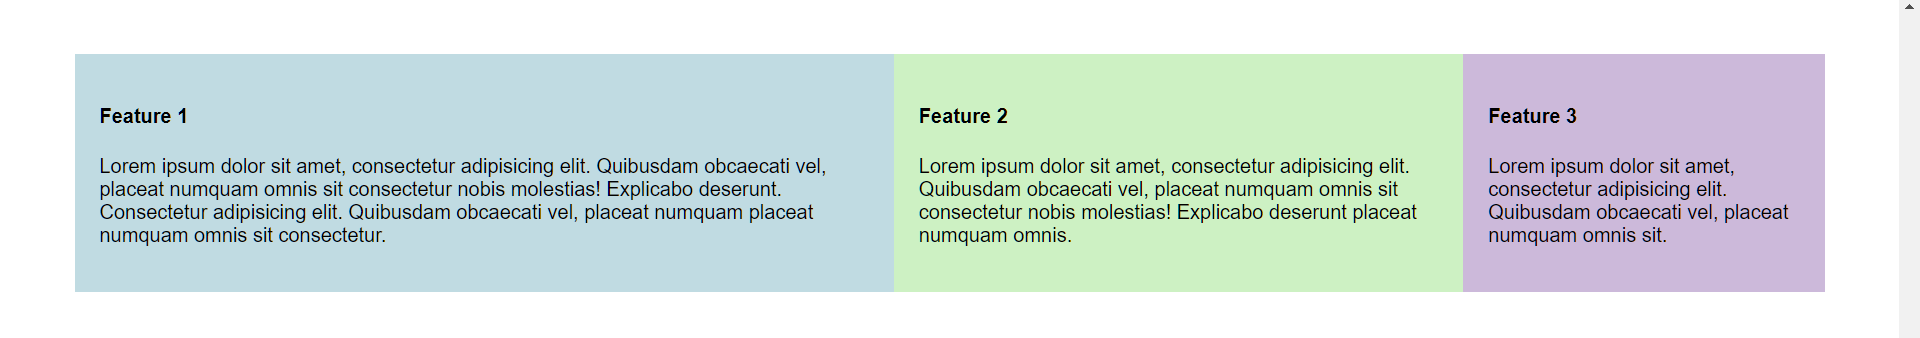 Feature 1
Lorem ipsum dolor sit amet, consectetur adipisicing elit. Quibusdam obcaecati vel,
placeat numquam omnis sit consectetur nobis molestias! Explicabo deserunt.
Consectetur adipisicing elit. Quibusdam obcaecati vel, placeat numquam placeat
numquam omnis sit consectetur.
Feature 2
Lorem ipsum dolor sit amet, consectetur adipisicing elit.
Quibusdam obcaecati vel, placeat numquam omnis sit
consectetur nobis molestias! Explicabo deserunt placeat
numquam omnis.
Feature 3
Lorem ipsum dolor sit amet,
consectetur adipisicing elit.
Quibusdam obcaecati vel, placeat
numquam omnis sit.